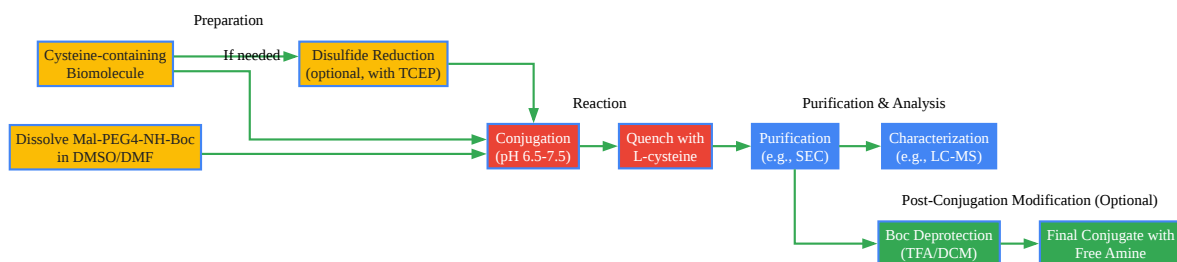 Preparation
Cysteine-containing
Biomolecule
If needed
Disulfide Reduction
(optional, with TCEP)
Dissolve Mal-PEG4-NH-Boc
in DMSO/DMF
Reaction
Conjugation
(pH 6.5-7.5)
Quench with
L-cysteine
Purification & Analysis
Purification
(e.g., SEC)
Characterization
(e.g., LC-MS)
Post-Conjugation Modification (Optional)
Boc Deprotection
(TFA/DCM)
Final Conjugate with
Free Amine